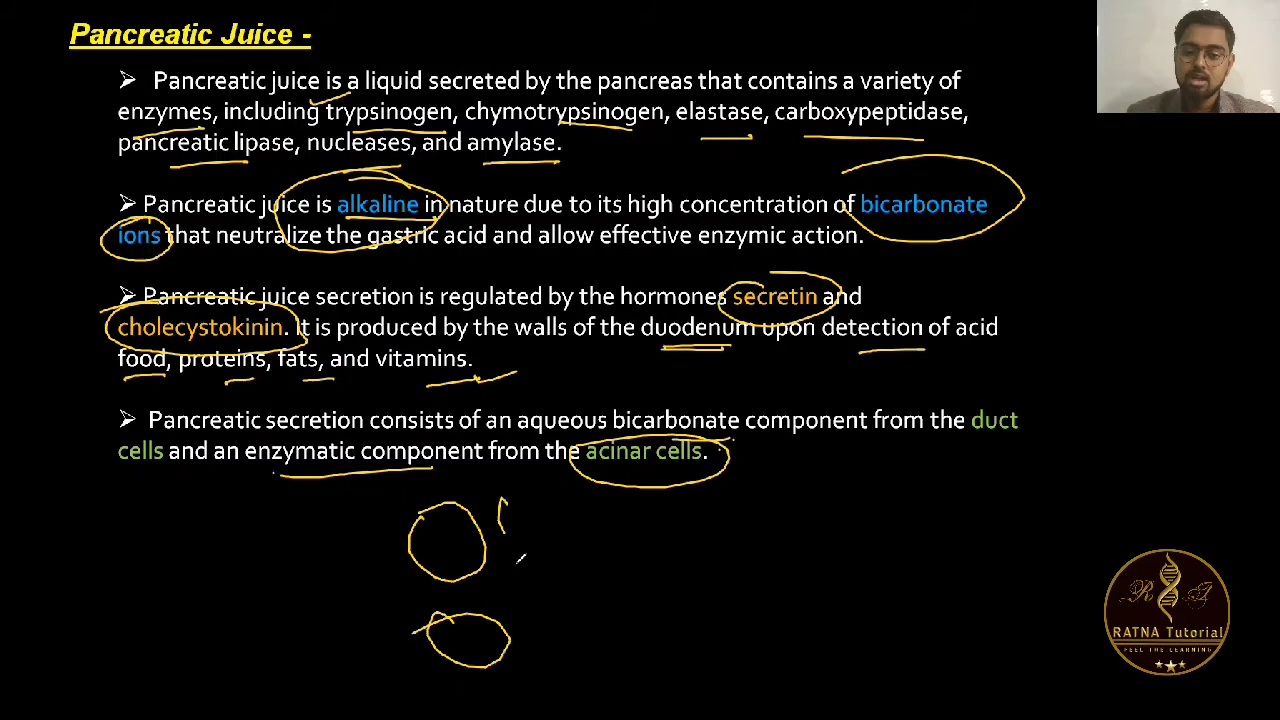 Pancreatic Juice -
➢ Pancreatic juice is a liquid secreted by the pancreas that contains a variety of
enzymes, including trypsinogen, chymotrypsinogen, elastase, carboxypeptidase,
pancreatic lipase, nucleases, and amylase.
➢ Pancreatic juice is alkaline in nature due to its high concentration of bicarbonate
ions that neutralize the gastric acid and allow effective enzymic action.
➢ Pancreatic juice secretion is regulated by the hormones secretin and
cholecystokinin. It is produced by the walls of the duodenum upon detection of acid
food, proteins, fats, and vitamins.
➢ Pancreatic secretion consists of an aqueous bicarbonate component from the duct
cells and an enzymatic component from the acinar cells.
R T
RATNA Tutorial
FEEL THE LEARNING